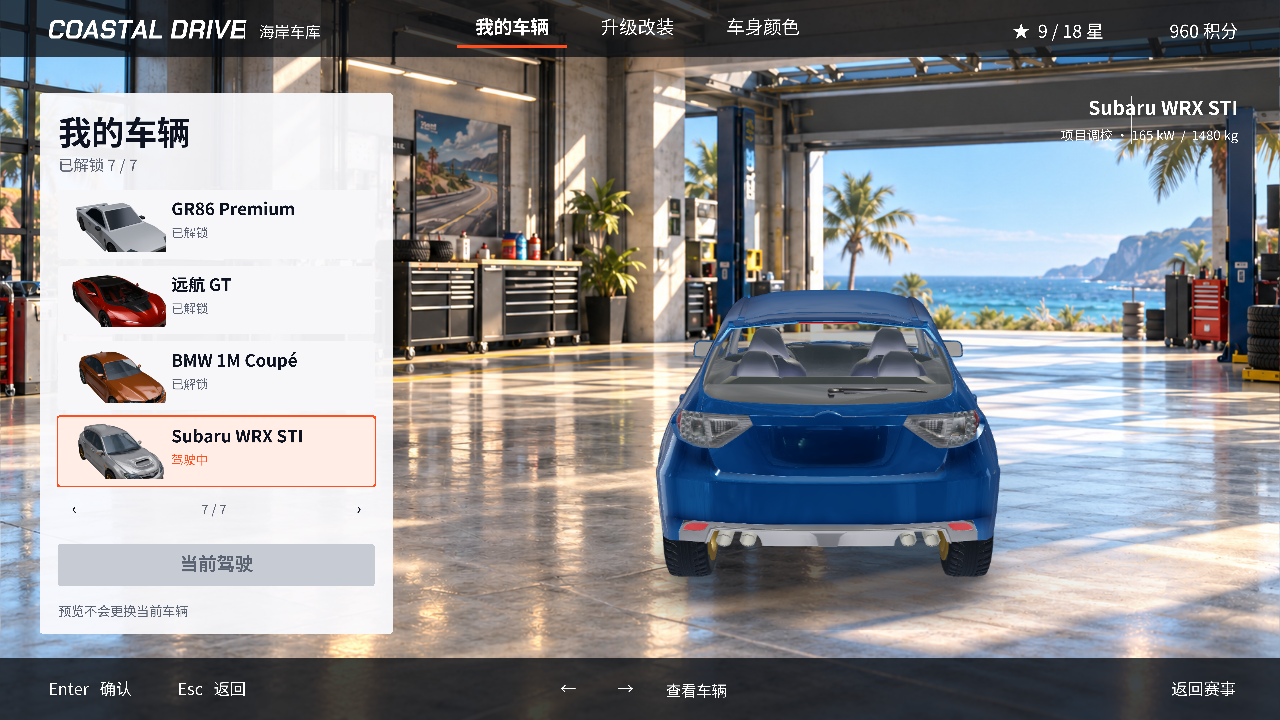 COASTAL DRIVE 海岸车库
我的车辆 升级改装 车身颜色
★ 9 / 18 星 960 积分
Subaru WRX STI
项目调校 · 165 kW / 1480 kg
我的车辆
已解锁 7 / 7
GR86 Premium
已解锁
远航 GT
已解锁
BMW 1M Coupé
已解锁
Subaru WRX STI
驾驶中
‹ 7 / 7 ›
当前驾驶
预览不会更换当前车辆
Enter 确认 Esc 返回 ← → 查看车辆 返回赛事